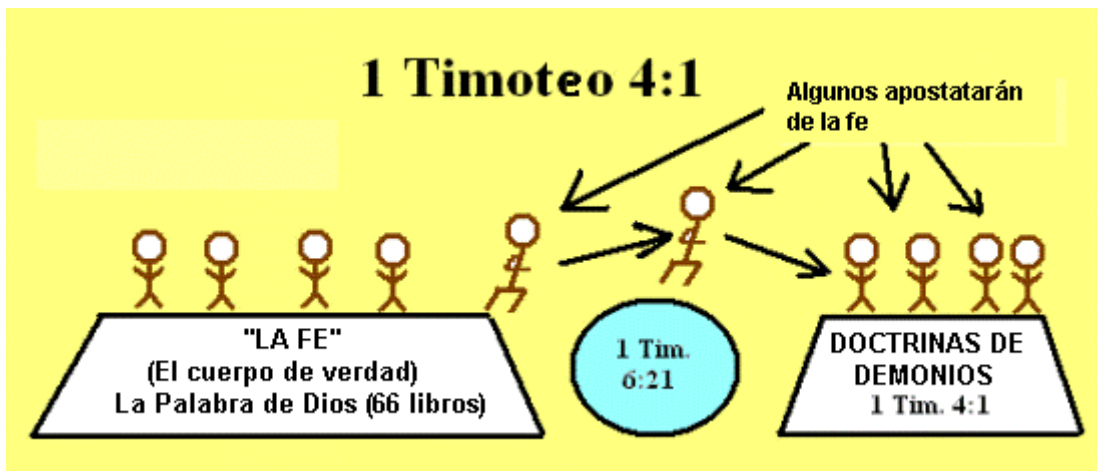 1 Timoteo 4:1
Algunos apostatarán
de la fe
"LA FE"
(El cuerpo de verdad)
La Palabra de Dios (66 libros)
1 Tim.
6:21
DOCTRINAS DE
DEMONIOS
1 Tim. 4:1